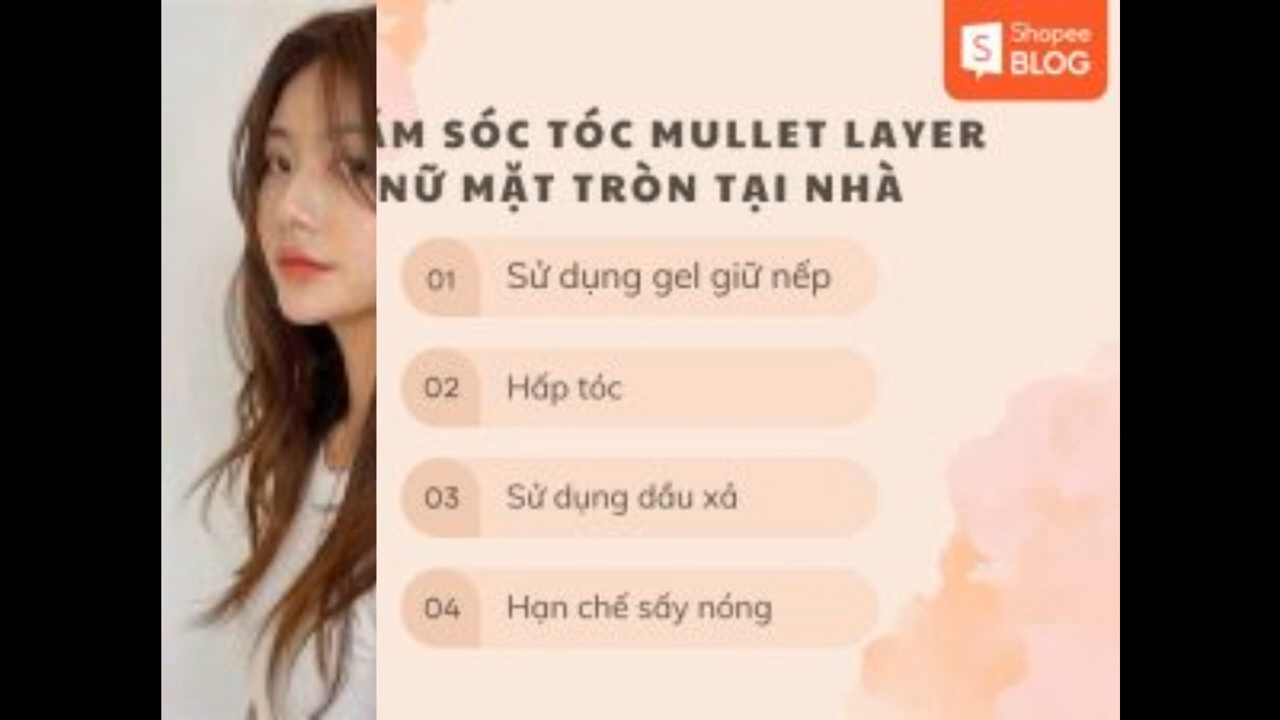 Shopee
BLOG
ĂM SÓC TÓC MULLET LAYER
NỮ MẶT TRÒN TẠI NHÀ
01 Sử dụng gel giữ nếp
02 Hấp tóc
03 Sử dụng dầu xả
04 Hạn chế sấy nóng